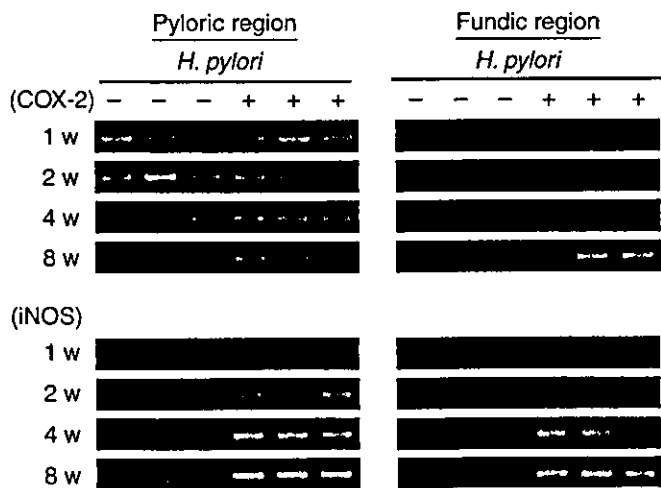 Pyloric region Fundic region
H. pylori H. pylori
(COX-2) – – – + + + – – – + + +
1 w
2 w
4 w
8 w
(iNOS)
1 w
2 w
4 w
8 w